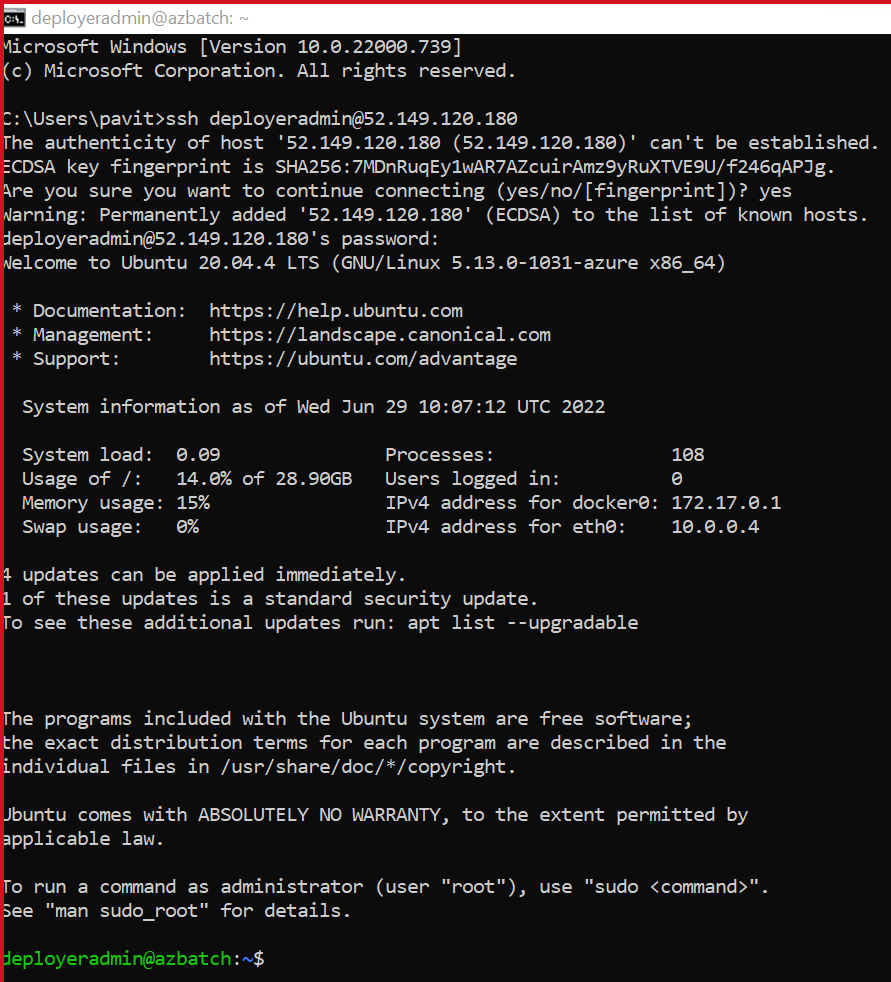 deployeradmin@azbatch: ~
Microsoft Windows [Version 10.0.22000.739]
(c) Microsoft Corporation. All rights reserved.
C:\Users\pavit>ssh deployeradmin@52.149.120.180
The authenticity of host '52.149.120.180 (52.149.120.180)' can't be established.
ECDSA key fingerprint is SHA256:7MDnRuqEy1wAR7AZcuirAmz9yRuXTVE9U/f246qAPJg.
Are you sure you want to continue connecting (yes/no/[fingerprint])? yes
Warning: Permanently added '52.149.120.180' (ECDSA) to the list of known hosts.
deployeradmin@52.149.120.180's password:
Welcome to Ubuntu 20.04.4 LTS (GNU/Linux 5.13.0-1031-azure x86_64)
* Documentation:  https://help.ubuntu.com
* Management:     https://landscape.canonical.com
* Support:        https://ubuntu.com/advantage
System information as of Wed Jun 29 10:07:12 UTC 2022
System load:  0.09               Processes:                108
Usage of /:   14.0% of 28.90GB   Users logged in:          0
Memory usage: 15%                IPv4 address for docker0: 172.17.0.1
Swap usage:   0%                 IPv4 address for eth0:    10.0.0.4
4 updates can be applied immediately.
1 of these updates is a standard security update.
To see these additional updates run: apt list --upgradable
The programs included with the Ubuntu system are free software;
the exact distribution terms for each program are described in the
individual files in /usr/share/doc/*/copyright.
Ubuntu comes with ABSOLUTELY NO WARRANTY, to the extent permitted by
applicable law.
To run a command as administrator (user "root"), use "sudo <command>".
See "man sudo_root" for details.
deployeradmin@azbatch:~$